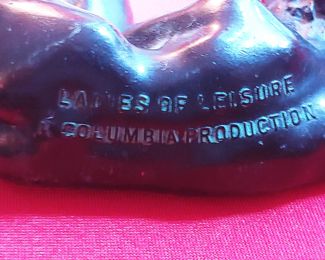 LADIES OF LEISURE
A COLUMBIA PRODUCTION